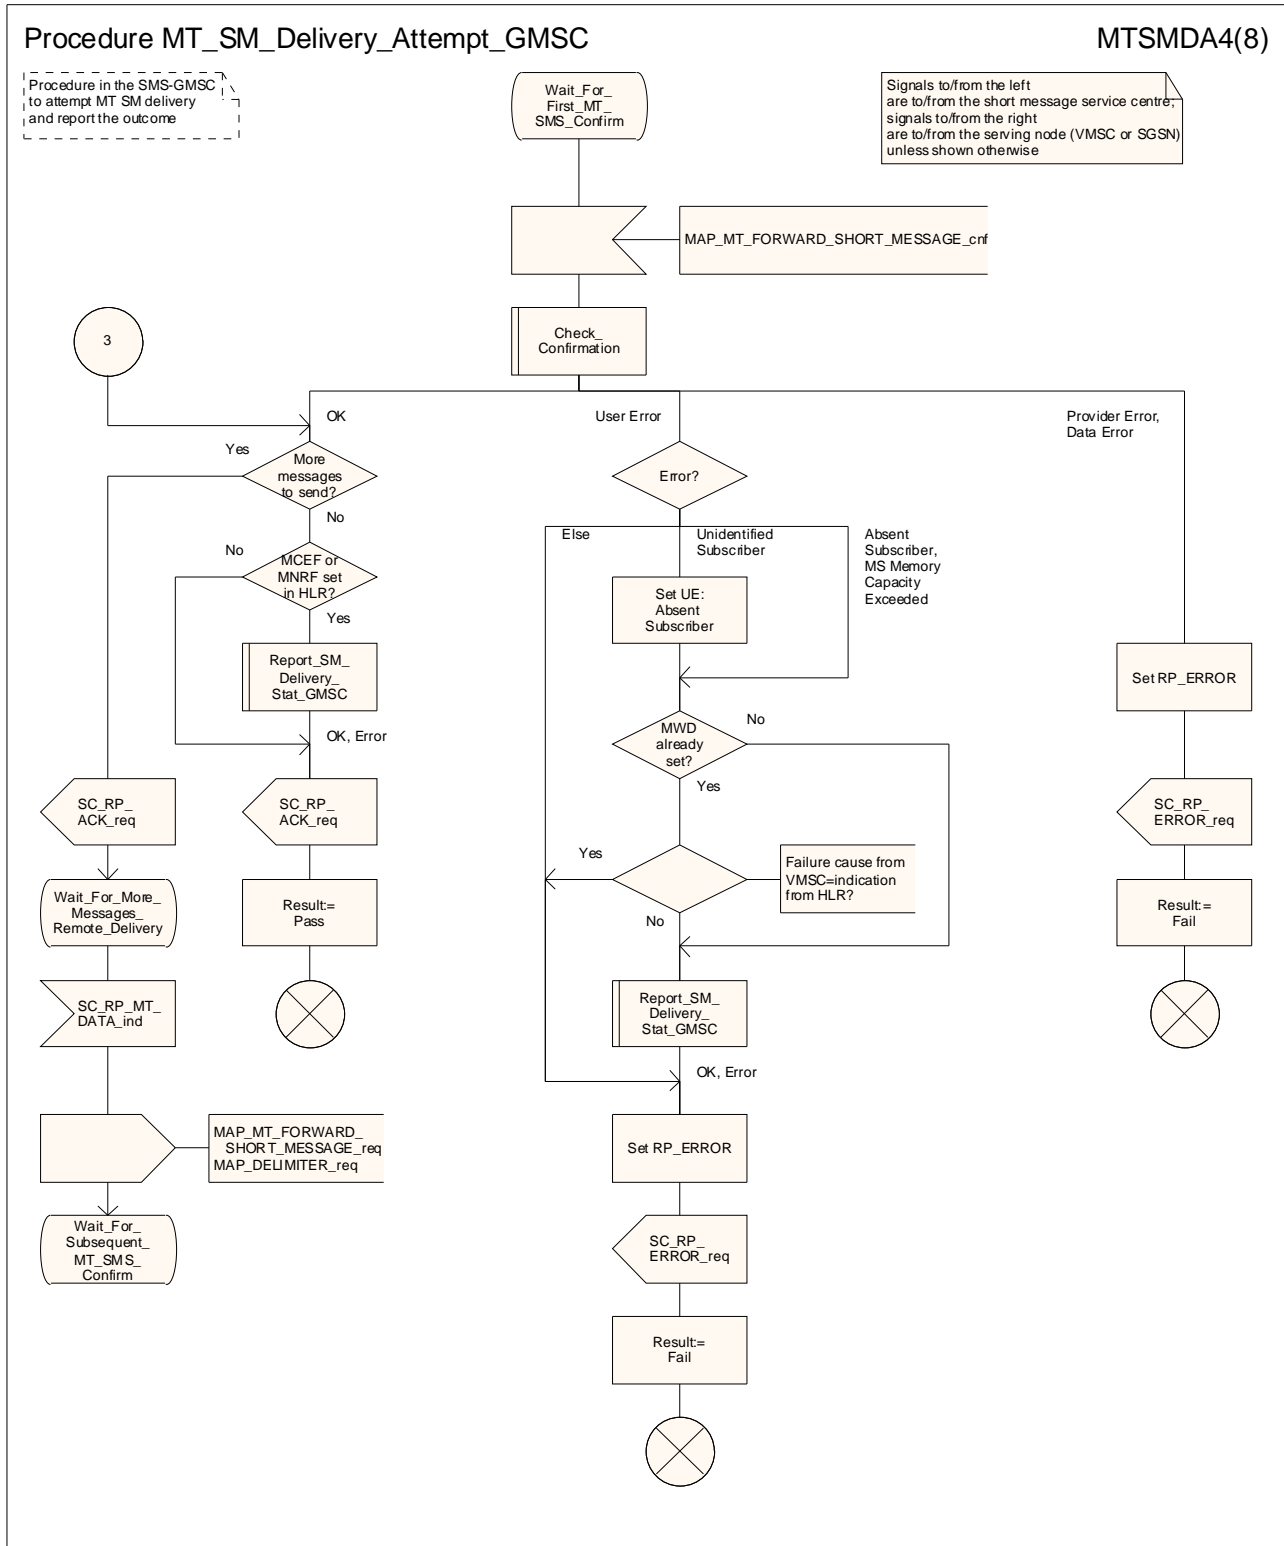 Procedure MT_SM_Delivery_Attempt_GMSC
MTSMDA4(8)
Procedure in the SMS-GMSC
to attempt MT SM delivery
and report the outcome
Wait_For_
First_MT_
SMS_Confirm
Signals to/from the left
are to/from the short message service centre;
signals to/from the right
are to/from the serving node (VMSC or SGSN)
unless shown otherwise
MAP_MT_FORWARD_SHORT_MESSAGE_cnf
Check_
Confirmation
3
OK
User Error
Provider Error,
Data Error
Yes
More
messages
to send?
Error?
No
Else
Unidentified
Subscriber
Absent
Subscriber,
MS Memory
Capacity
Exceeded
No
MCEF or
MNRF set
in HLR?
Yes
Set UE:
Absent
Subscriber
Report_SM_
Delivery_
Stat_GMSC
Set RP_ERROR
OK, Error
MWD
already
set?
No
Yes
SC_RP_
ACK_req
SC_RP_
ACK_req
SC_RP_
ERROR_req
Yes
Failure cause from
VMSC=indication
from HLR?
No
Wait_For_More_
Messages_
Remote_Delivery
Result:=
Pass
Result:=
Fail
SC_RP_MT_
DATA_ind
Report_SM_
Delivery_
Stat_GMSC
OK, Error
MAP_MT_FORWARD_
SHORT_MESSAGE_req
MAP_DELIMITER_req
Set RP_ERROR
Wait_For_
Subsequent_
MT_SMS_
Confirm
SC_RP_
ERROR_req
Result:=
Fail